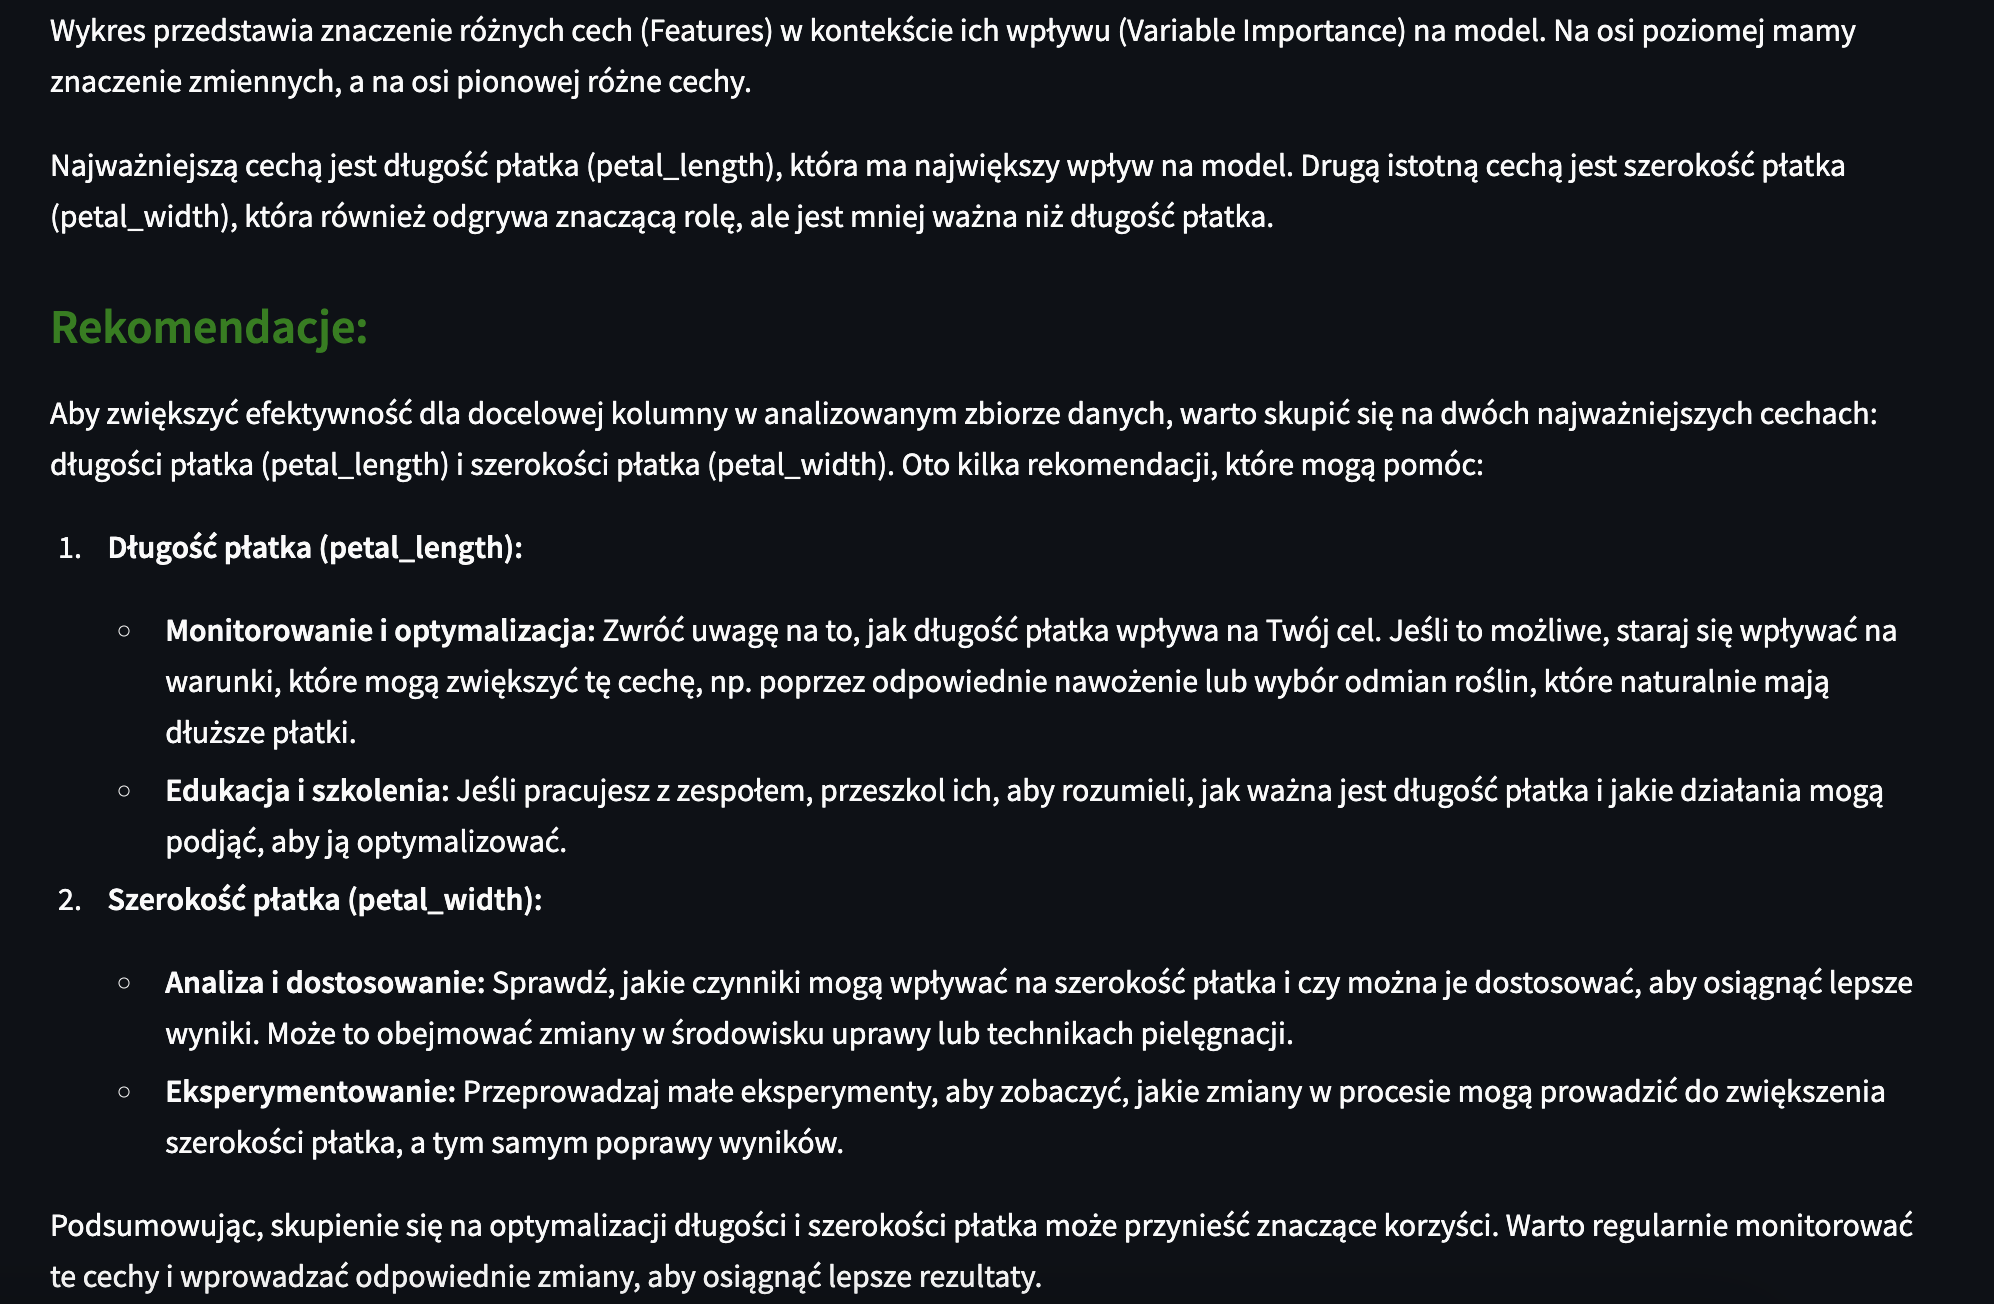 Wykres przedstawia znaczenie różnych cech (Features) w kontekście ich wpływu (Variable Importance) na model. Na osi poziomej mamy
znaczenie zmiennych, a na osi pionowej różne cechy.
Najważniejszą cechą jest długość płatka (petal_length), która ma największy wpływ na model. Drugą istotną cechą jest szerokość płatka
(petal_width), która również odgrywa znaczącą rolę, ale jest mniej ważna niż długość płatka.
Rekomendacje:
Aby zwiększyć efektywność dla docelowej kolumny w analizowanym zbiorze danych, warto skupić się na dwóch najważniejszych cechach:
długości płatka (petal_length) i szerokości płatka (petal_width). Oto kilka rekomendacji, które mogą pomóc:
1. Długość płatka (petal_length):
○ Monitorowanie i optymalizacja: Zwróć uwagę na to, jak długość płatka wpływa na Twój cel. Jeśli to możliwe, staraj się wpływać na
warunki, które mogą zwiększyć tę cechę, np. poprzez odpowiednie nawożenie lub wybór odmian roślin, które naturalnie mają
dłuższe płatki.
○ Edukacja i szkolenia: Jeśli pracujesz z zespołem, przeszkol ich, aby rozumieli, jak ważna jest długość płatka i jakie działania mogą
podjąć, aby ją optymalizować.
2. Szerokość płatka (petal_width):
○ Analiza i dostosowanie: Sprawdź, jakie czynniki mogą wpływać na szerokość płatka i czy można je dostosować, aby osiągnąć lepsze
wyniki. Może to obejmować zmiany w środowisku uprawy lub technikach pielęgnacji.
○ Eksperymentowanie: Przeprowadzaj małe eksperymenty, aby zobaczyć, jakie zmiany w procesie mogą prowadzić do zwiększenia
szerokości płatka, a tym samym poprawy wyników.
Podsumowując, skupienie się na optymalizacji długości i szerokości płatka może przynieść znaczące korzyści. Warto regularnie monitorować
te cechy i wprowadzać odpowiednie zmiany, aby osiągnąć lepsze rezultaty.